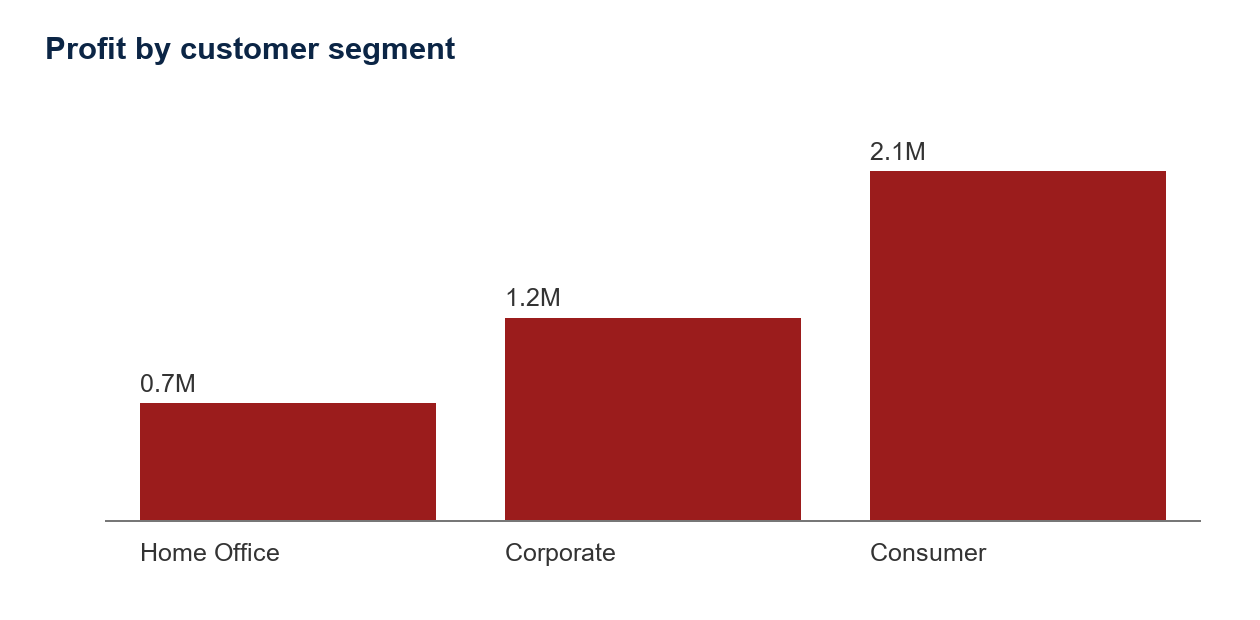 Profit by customer segment
2.1M
1.2M
0.7M
Home Office
Corporate
Consumer